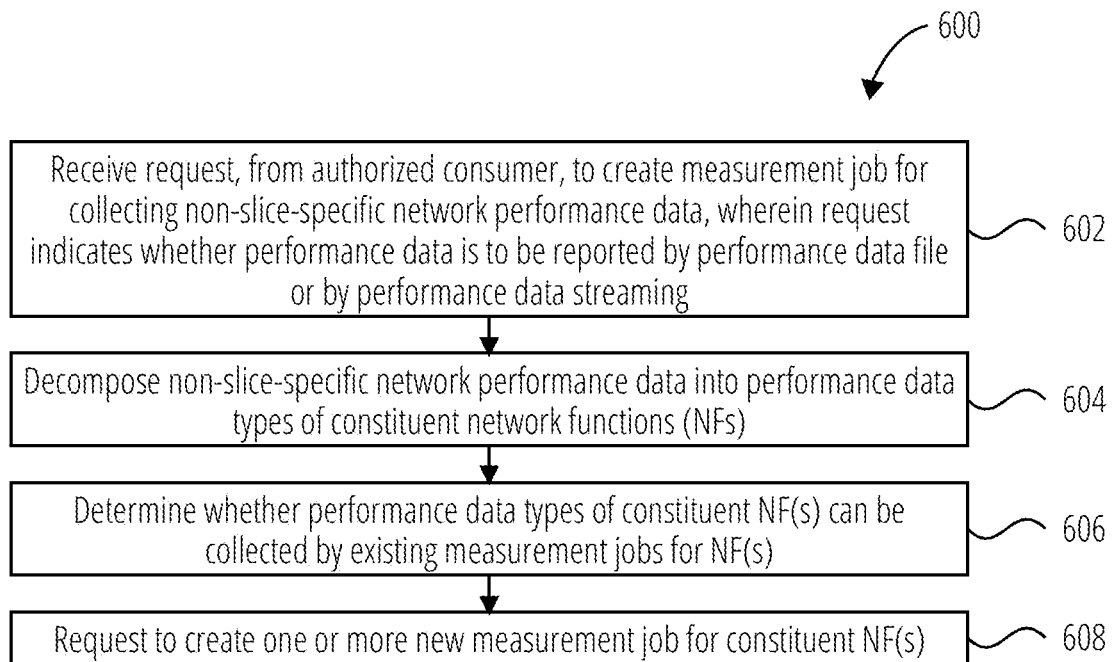 600
Receive request, from authorized consumer, to create measurement job for
collecting non-slice-specific network performance data, wherein request
indicates whether performance data is to be reported by performance data file
or by performance data streaming
602
Decompose non-slice-specific network performance data into performance data
types of constituent network functions (NFs)
604
Determine whether performance data types of constituent NF(s) can be
collected by existing measurement jobs for NF(s)
606
Request to create one or more new measurement job for constituent NF(s)
608